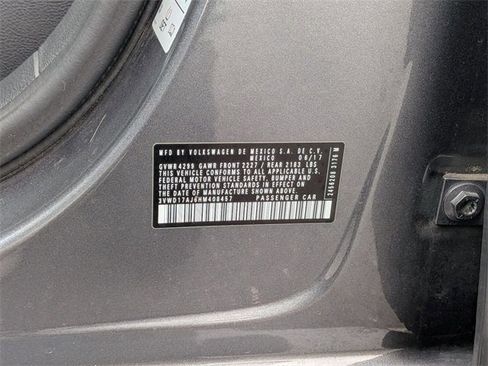 MFD BY VOLKSWAGEN DE MEXICO S.A. DE C.V.
MEXICO 06/17
GVWR 4299 GAWR FRONT 2227 / REAR 2183 LBS
THIS VEHICLE CONFORMS TO ALL APPLICABLE U.S.
FEDERAL MOTOR VEHICLE SAFETY, BUMPER, AND
THEFT PREVENTION STANDARDS IN EFFECT ON THE
DATE OF MANUFACTURE SHOWN ABOVE.
3VWD17AJ6HM408457 PASSENGER CAR